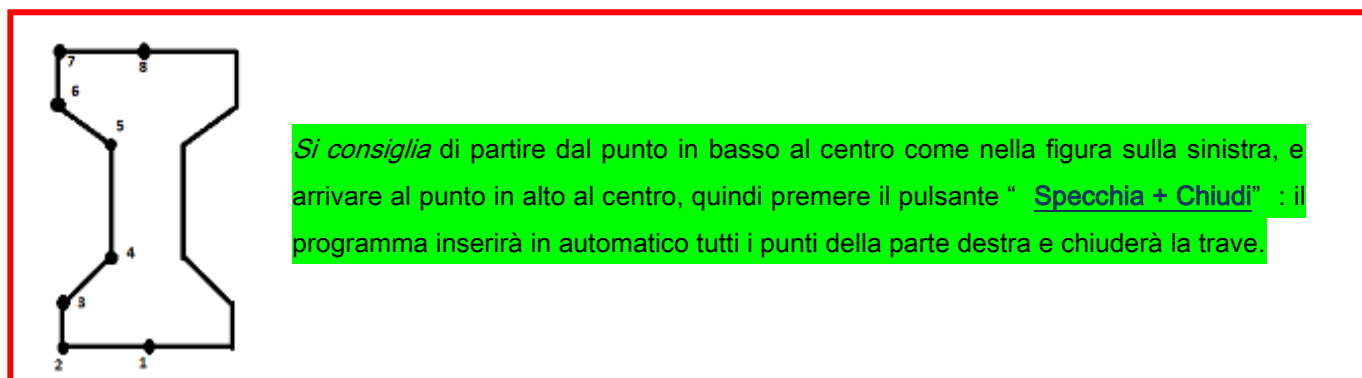 7
8
6
5
Si consiglia di partire dal punto in basso al centro come nella figura sulla sinistra, e
arrivare al punto in alto al centro, quindi premere il pulsante “ Specchia + Chiudi” : il
programma inserirà in automatico tutti i punti della parte destra e chiuderà la trave.
4
3
2
1